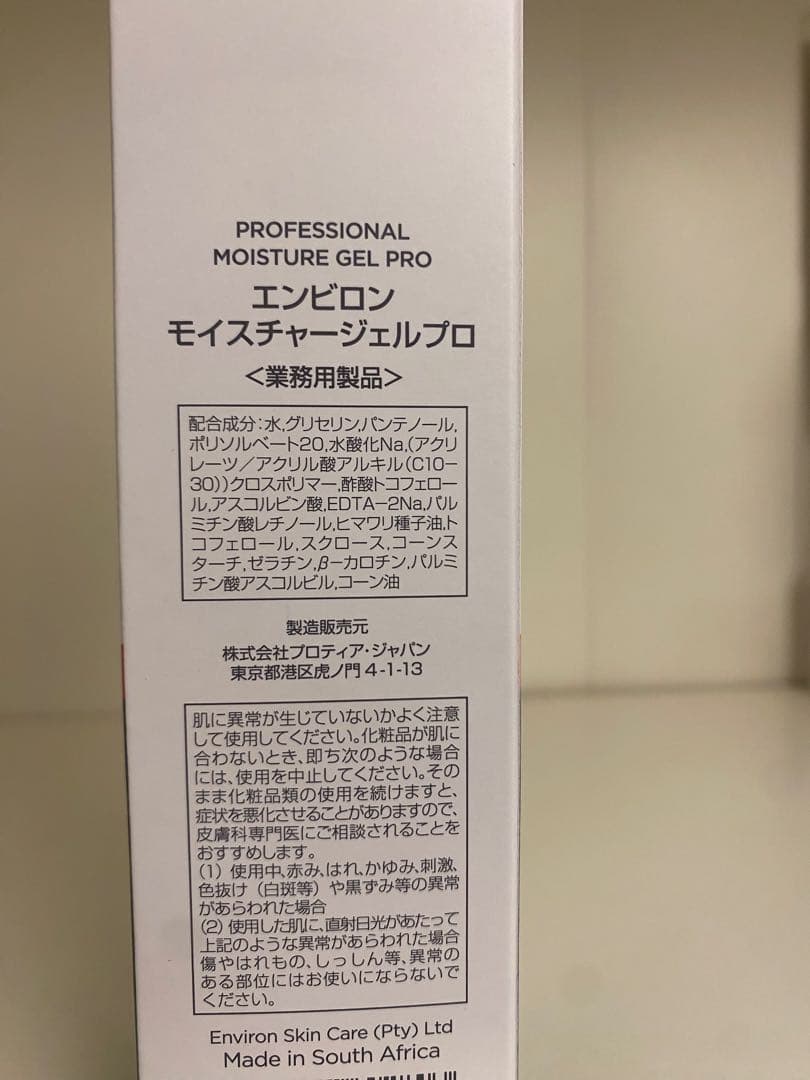 PROFESSIONAL
MOISTURE GEL PRO
エンビロン
モイスチャージェルプロ
<業務用製品>
配合成分:水,グリセリン,パンテノール,
ポリソルベート20,水酸化Na,(アクリ
レーツ/アクリル酸アルキル(C10−
30))クロスポリマー,酢酸トコフェロー
ル,アスコルビン酸,EDTA−2Na,パル
ミチン酸レチノール,ヒマワリ種子油,ト
コフェロール,スクロース,コーンス
ターチ,ゼラチン,β−カロチン,パルミ
チン酸アスコルビル,コーン油
製造販売元
株式会社プロティア・ジャパン
東京都港区虎ノ門4-1-13
肌に異常が生じていないかよく注意
して使用してください。化粧品が肌に
合わないとき、即ち次のような場合
には、使用を中止してください。その
まま化粧品類の使用を続けますと、
症状を悪化させることがありますので、
皮膚科専門医にご相談されることを
おすすめします。
(1) 使用中、赤み、はれ、かゆみ、刺激、
色抜け(白斑等)や黒ずみ等の異常
があらわれた場合
(2) 使用した肌に、直射日光があたって
上記のような異常があらわれた場合
傷やはれもの、しっしん等、異常の
ある部位にはお使いにならないで
ください。
Environ Skin Care (Pty) Ltd
Made in South Africa